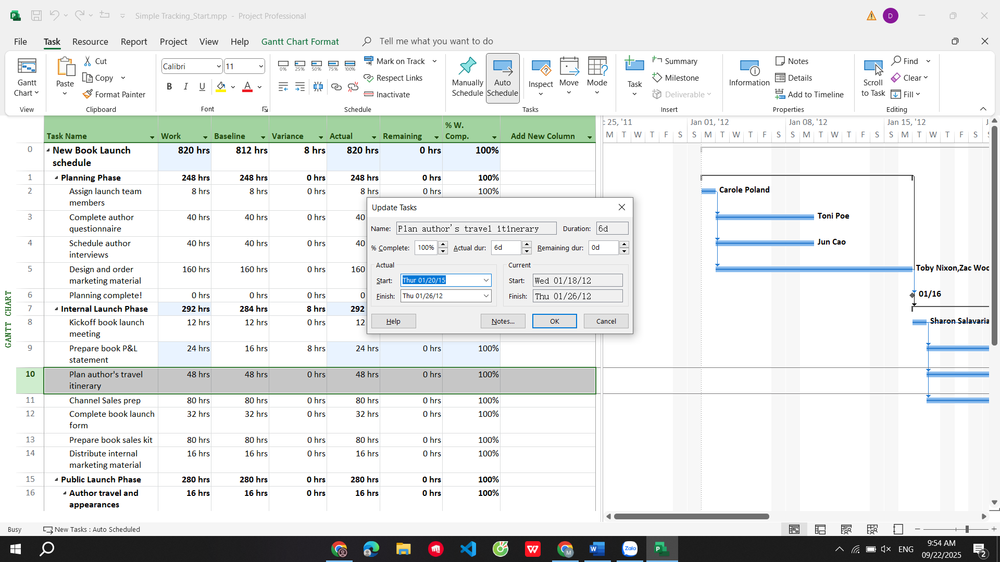 Simple Tracking_Start.mpp - Project Professional
D
File Task Resource Report Project View Help Gantt Chart Format Tell me what you want to do
Gantt Chart
View
Paste
Cut
Copy
Format Painter
Clipboard
Calibri 11
B I U A
Font
0% 25% 50% 75% 100%
Mark on Track
Respect Links
Inactivate
Schedule
Manually Schedule
Auto Schedule
Inspect
Move
Mode
Tasks
Task
Summary
Milestone
Deliverable
Insert
Information
Notes
Details
Add to Timeline
Properties
Scroll to Task
Find
Clear
Fill
Editing
GANTT CHART
Task Name Work Baseline Variance Actual Remaining % W. Comp. Add New Column
0 New Book Launch schedule 820 hrs 812 hrs 8 hrs 820 hrs 0 hrs 100%
1 Planning Phase 248 hrs 248 hrs 0 hrs 248 hrs 0 hrs 100%
2 Assign launch team members 8 hrs 8 hrs 0 hrs 8 hrs 0 hrs 100%
3 Complete author questionnaire 40 hrs 40 hrs 0 hrs 40
4 Schedule author interviews 40 hrs 40 hrs 0 hrs 40
5 Design and order marketing material 160 hrs 160 hrs 0 hrs 160
6 Planning complete! 0 hrs 0 hrs 0 hrs 0
7 Internal Launch Phase 292 hrs 284 hrs 8 hrs 292
8 Kickoff book launch meeting 12 hrs 12 hrs 0 hrs 12
9 Prepare book P&L statement 24 hrs 16 hrs 8 hrs 24 hrs 0 hrs 100%
10 Plan author's travel itinerary 48 hrs 48 hrs 0 hrs 48 hrs 0 hrs 100%
11 Channel Sales prep 80 hrs 80 hrs 0 hrs 80 hrs 0 hrs 100%
12 Complete book launch form 32 hrs 32 hrs 0 hrs 32 hrs 0 hrs 100%
13 Prepare book sales kit 80 hrs 80 hrs 0 hrs 80 hrs 0 hrs 100%
14 Distribute internal marketing material 16 hrs 16 hrs 0 hrs 16 hrs 0 hrs 100%
15 Public Launch Phase 280 hrs 280 hrs 0 hrs 280 hrs 0 hrs 100%
16 Author travel and appearances 16 hrs 16 hrs 0 hrs 16 hrs 0 hrs 100%
Update Tasks
Name: Plan author's travel itinerary Duration: 6d
% Complete: 100% Actual dur: 6d Remaining dur: 0d
Actual
Start: Thur 01/20/15
Finish: Thu 01/26/12
Current
Start: Wed 01/18/12
Finish: Thu 01/26/12
Help Notes... OK Cancel
25, '11 Jan 01, '12 Jan 08, '12 Jan 15, '12
M T W T F S S M T W T F S S M T W T F S S M T W T F S
Carole Poland
Toni Poe
Jun Cao
Toby Nixon,Zac Woo
01/16
Sharon Salavaria
Busy New Tasks : Auto Scheduled
Zalo
M
ENG
9:54 AM
09/22/2025
2